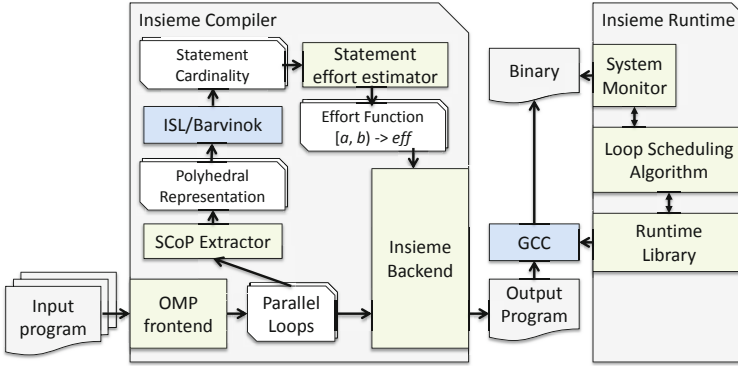 Insieme Compiler
Insieme Runtime
Statement
Cardinality
Statement
effort estimator
Binary
System
Monitor
ISL/Barvinok
Effort Function
[a, b) -> eff
Loop Scheduling
Algorithm
Polyhedral
Representation
SCoP Extractor
Insieme
Backend
GCC
Runtime
Library
Input
program
OMP
frontend
Parallel
Loops
Output
Program